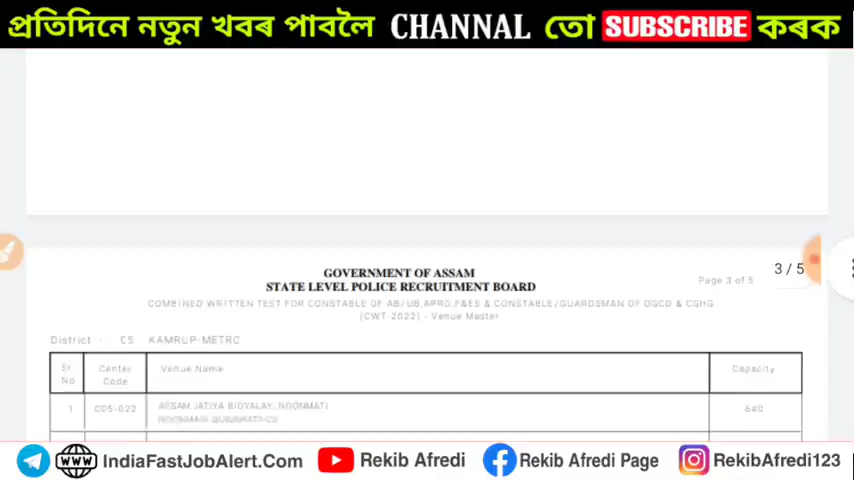 প্ৰতিদিনে নতুন খবৰ পাবলৈ CHANNAL তো SUBSCRIBE কৰক
3 / 5
GOVERNMENT OF ASSAM
STATE LEVEL POLICE RECRUITMENT BOARD
Page 3 of 5
COMBINED WRITTEN TEST FOR CONSTABLE OF AB/UB,APRO,F&ES & CONSTABLE/GUARDSMAN OF DGCD & CGHG
(CWT-2022) - Venue Master
District - 05 KAMRUP-METRO
Sr No Center Code Venue Name Capacity
1 C05-022 ASSAM JATIYA BIDYALAY, NOONMATI 640
IndiaFastJobAlert.Com Rekib Afredi Rekib Afredi Page RekibAfredi123